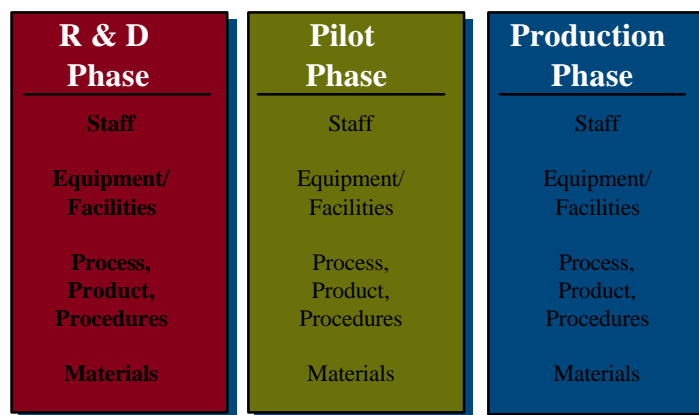 R & D
Phase
Staff
Equipment/
Facilities
Process,
Product,
Procedures
Materials
Pilot
Phase
Staff
Equipment/
Facilities
Process,
Product,
Procedures
Materials
Production
Phase
Staff
Equipment/
Facilities
Process,
Product,
Procedures
Materials